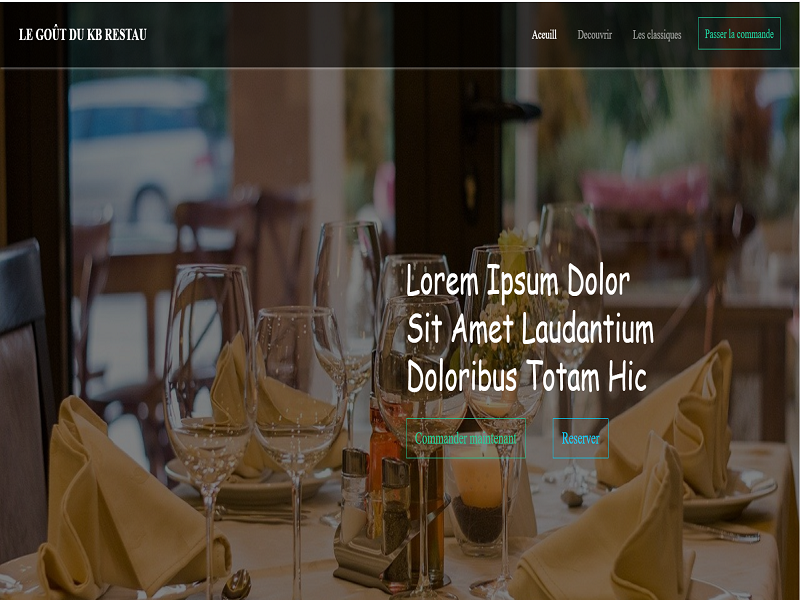 LE GOÛT DU KB RESTAU
Aceuill
Decouvrir
Les classiques
Passer la commande
Lorem Ipsum Dolor
Sit Amet Laudantium
Doloribus Totam Hic
Commander maintenant
Reserver